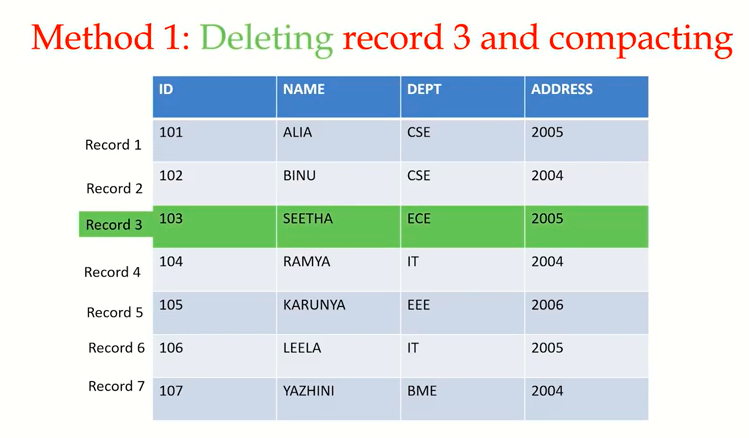 Method 1: Deleting record 3 and compacting
ID NAME DEPT ADDRESS
Record 1 101 ALIA CSE 2005
Record 2 102 BINU CSE 2004
Record 3 103 SEETHA ECE 2005
Record 4 104 RAMYA IT 2004
Record 5 105 KARUNYA EEE 2006
Record 6 106 LEELA IT 2005
Record 7 107 YAZHINI BME 2004